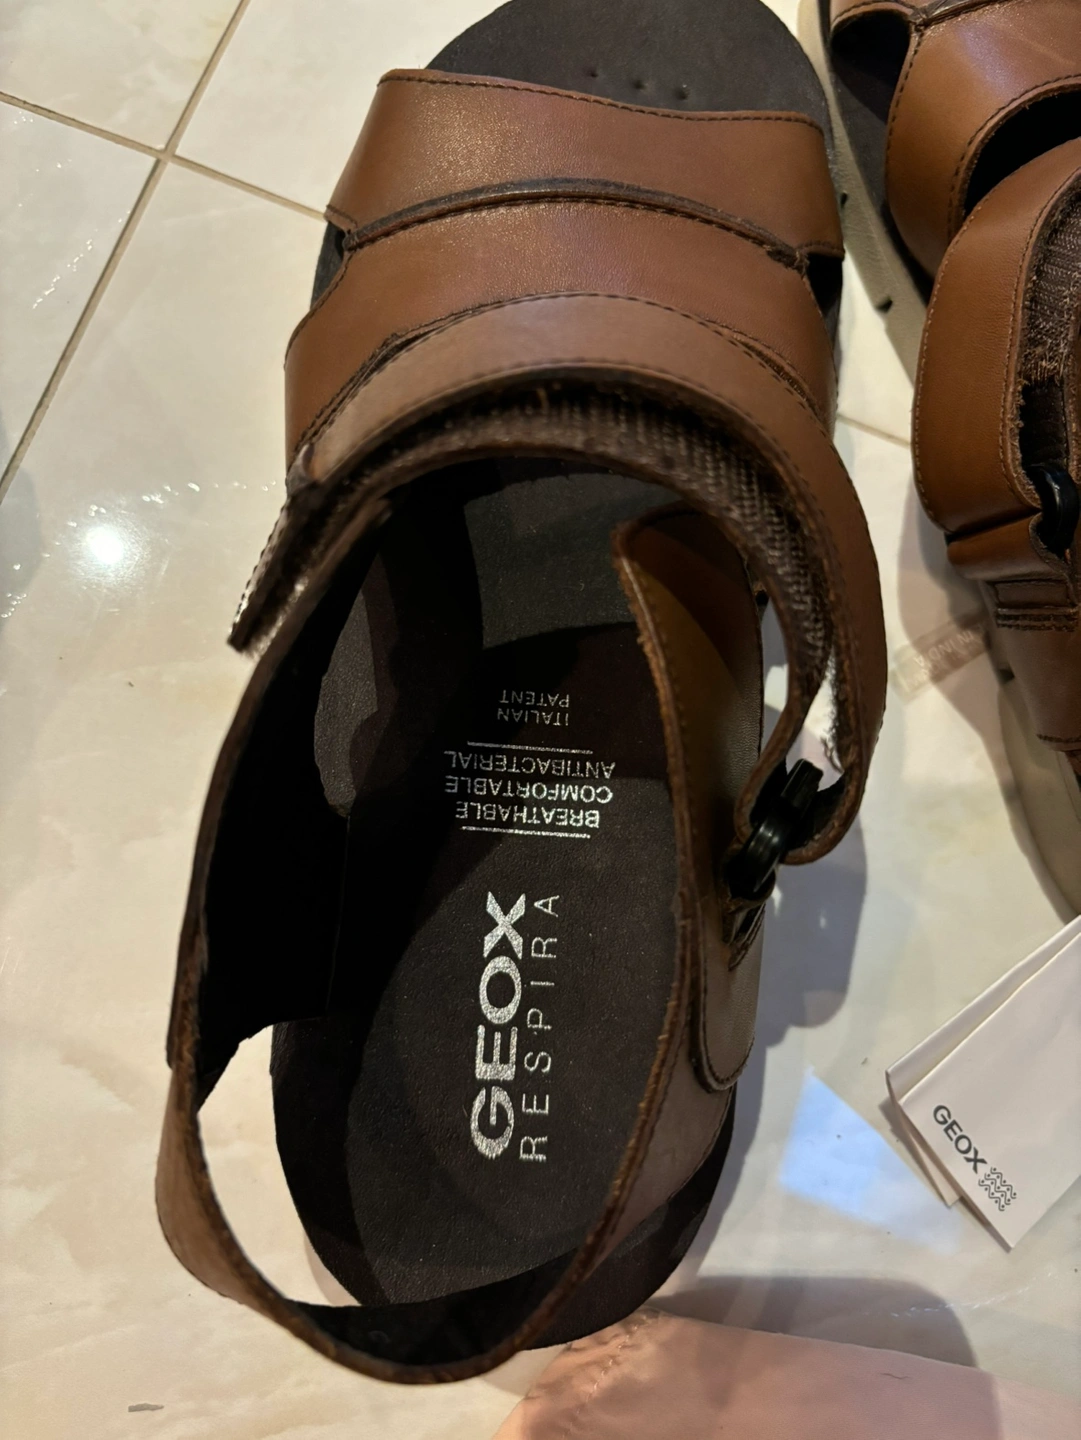 GEOX
RESPIRA
BREATHABLE
COMFORTABLE
ANTIBACTERIAL
ITALIAN
PATENT
GEOX